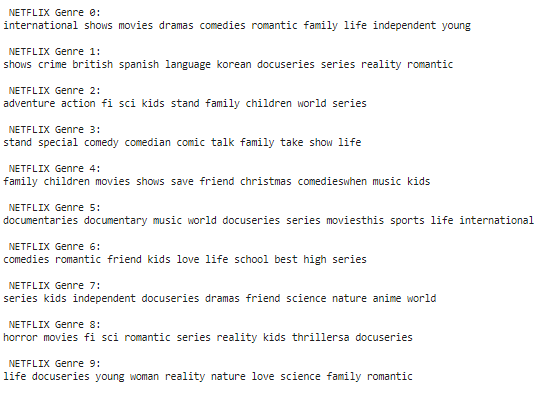 NETFLIX Genre 0:
international shows movies dramas comedies romantic family life independent young
NETFLIX Genre 1:
shows crime british spanish language korean docuseries series reality romantic
NETFLIX Genre 2:
adventure action fi sci kids stand family children world series
NETFLIX Genre 3:
stand special comedy comedian comic talk family take show life
NETFLIX Genre 4:
family children movies shows save friend christmas comedieswhen music kids
NETFLIX Genre 5:
documentaries documentary music world docuseries series moviesthis sports life international
NETFLIX Genre 6:
comedies romantic friend kids love life school best high series
NETFLIX Genre 7:
series kids independent docuseries dramas friend science nature anime world
NETFLIX Genre 8:
horror movies fi sci romantic series reality kids thrillersa docuseries
NETFLIX Genre 9:
life docuseries young woman reality nature love science family romantic